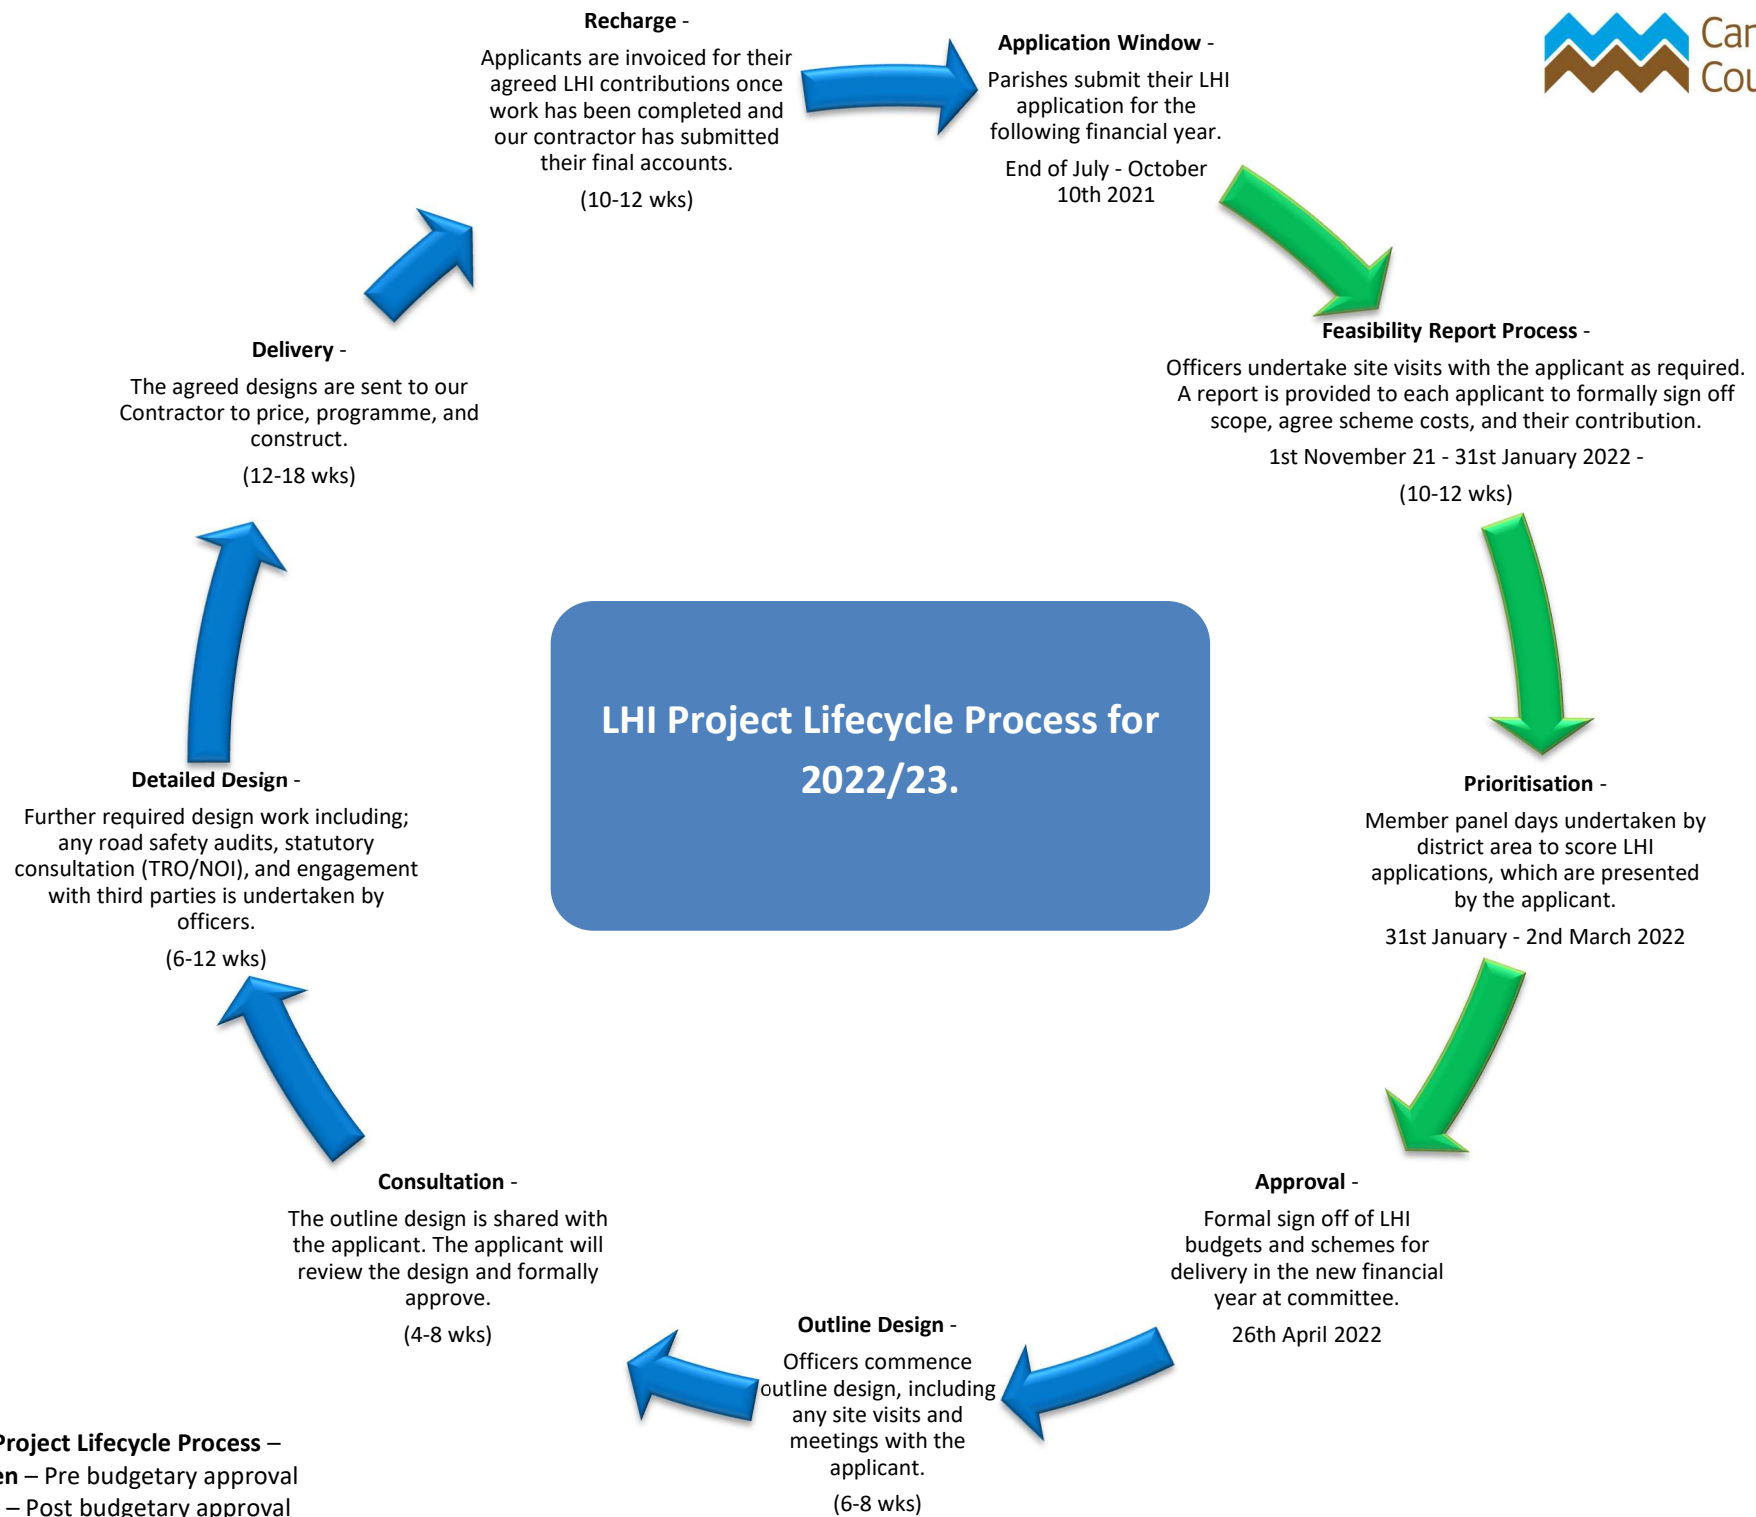 Recharge -
Applicants are invoiced for their
agreed LHI contributions once
work has been completed and
our contractor has submitted
their final accounts.
(10-12 wks)
Application Window -
Parishes submit their LHI
application for the
following financial year.
End of July - October
10th 2021
Feasibility Report Process -
Officers undertake site visits with the applicant as required.
A report is provided to each applicant to formally sign off
scope, agree scheme costs, and their contribution.
1st November 21 - 31st January 2022 -
(10-12 wks)
Prioritisation -
Member panel days undertaken by
district area to score LHI
applications, which are presented
by the applicant.
31st January - 2nd March 2022
Approval -
Formal sign off of LHI
budgets and schemes for
delivery in the new financial
year at committee.
26th April 2022
Outline Design -
Officers commence
outline design, including
any site visits and
meetings with the
applicant.
(6-8 wks)
Consultation -
The outline design is shared with
the applicant. The applicant will
review the design and formally
approve.
(4-8 wks)
Detailed Design -
Further required design work including;
any road safety audits, statutory
consultation (TRO/NOI), and engagement
with third parties is undertaken by
officers.
(6-12 wks)
Delivery -
The agreed designs are sent to our
Contractor to price, programme, and
construct.
(12-18 wks)
LHI Project Lifecycle Process for
2022/23.
Project Lifecycle Process –
– Pre budgetary approval
– Post budgetary approval